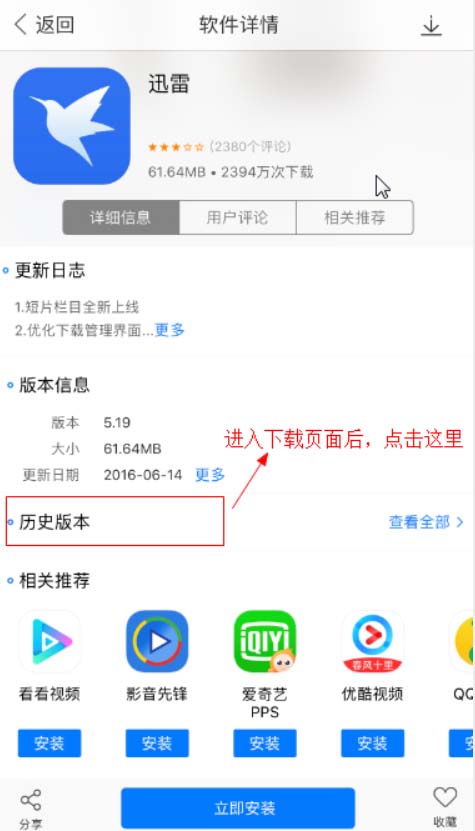 返回
软件详情
迅雷
★★★☆☆ (2380个评论)
61.64MB • 2394万次下载
详细信息
用户评论
相关推荐
更新日志
1.短片栏目全新上线
2.优化下载管理界面...更多
版本信息
版本 5.19
大小 61.64MB
更新日期 2016-06-14 更多
进入下载页面后，点击这里
历史版本
查看全部 >
相关推荐
iQIYI
春风十里
看看视频
影音先锋
爱奇艺
PPS
优酷视频
QQ
安装
安装
安装
安装
立即安装
分享
收藏